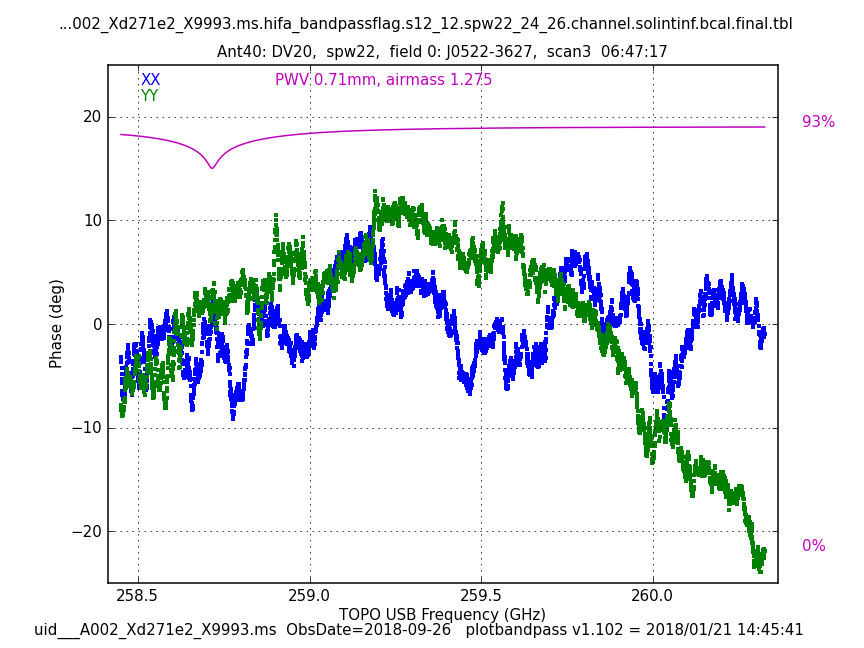 ...002_Xd271e2_X9993.ms.hifa_bandpassflag.s12_12.spw22_24_26.channel.solintinf.bcal.final.tbl
Ant40: DV20, spw22, field 0: J0522-3627, scan3 06:47:17
XX
YY
PWV 0.71mm, airmass 1.275
93%
0%
20
10
0
−10
−20
Phase (deg)
258.5 259.0 259.5 260.0
TOPO USB Frequency (GHz)
uid___A002_Xd271e2_X9993.ms ObsDate=2018-09-26 plotbandpass v1.102 = 2018/01/21 14:45:41